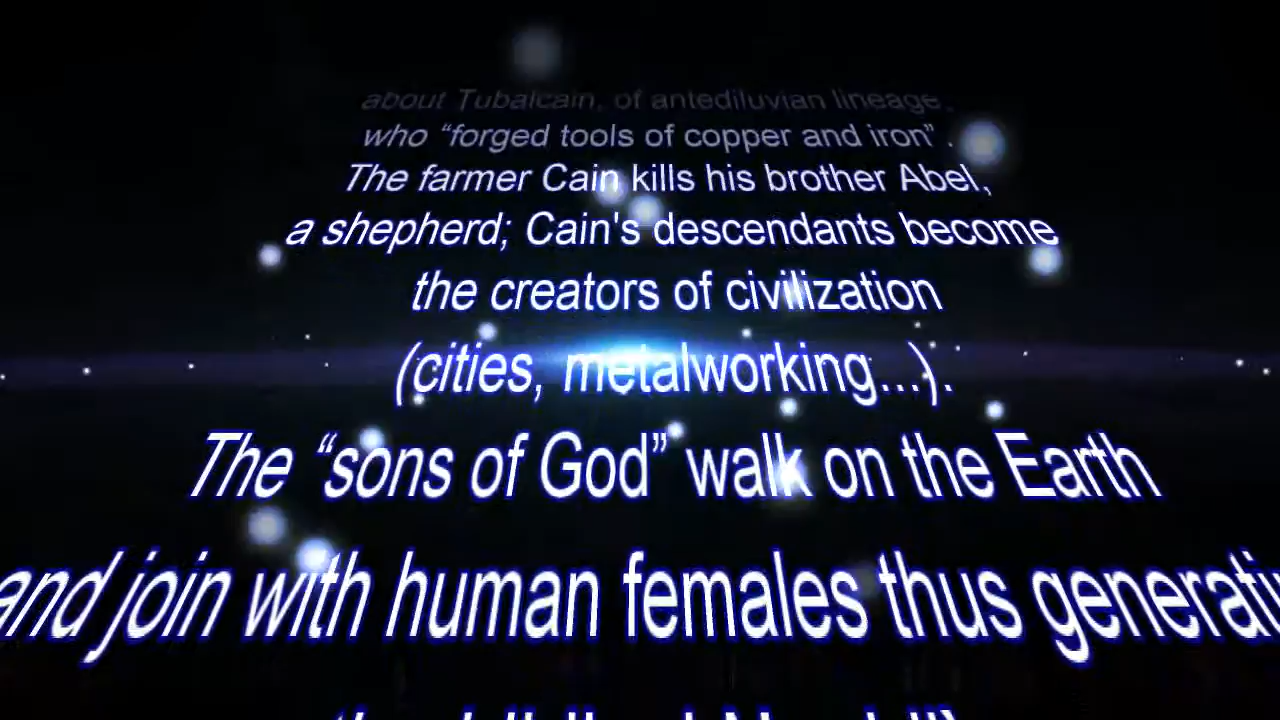 about Tubalcain, of antediluvian lineage,
who “forged tools of copper and iron” .
The farmer Cain kills his brother Abel,
a shepherd; Cain's descendants become
the creators of civilization
(cities, metalworking...).
The “sons of God” walk on the Earth
and join with human females thus generati